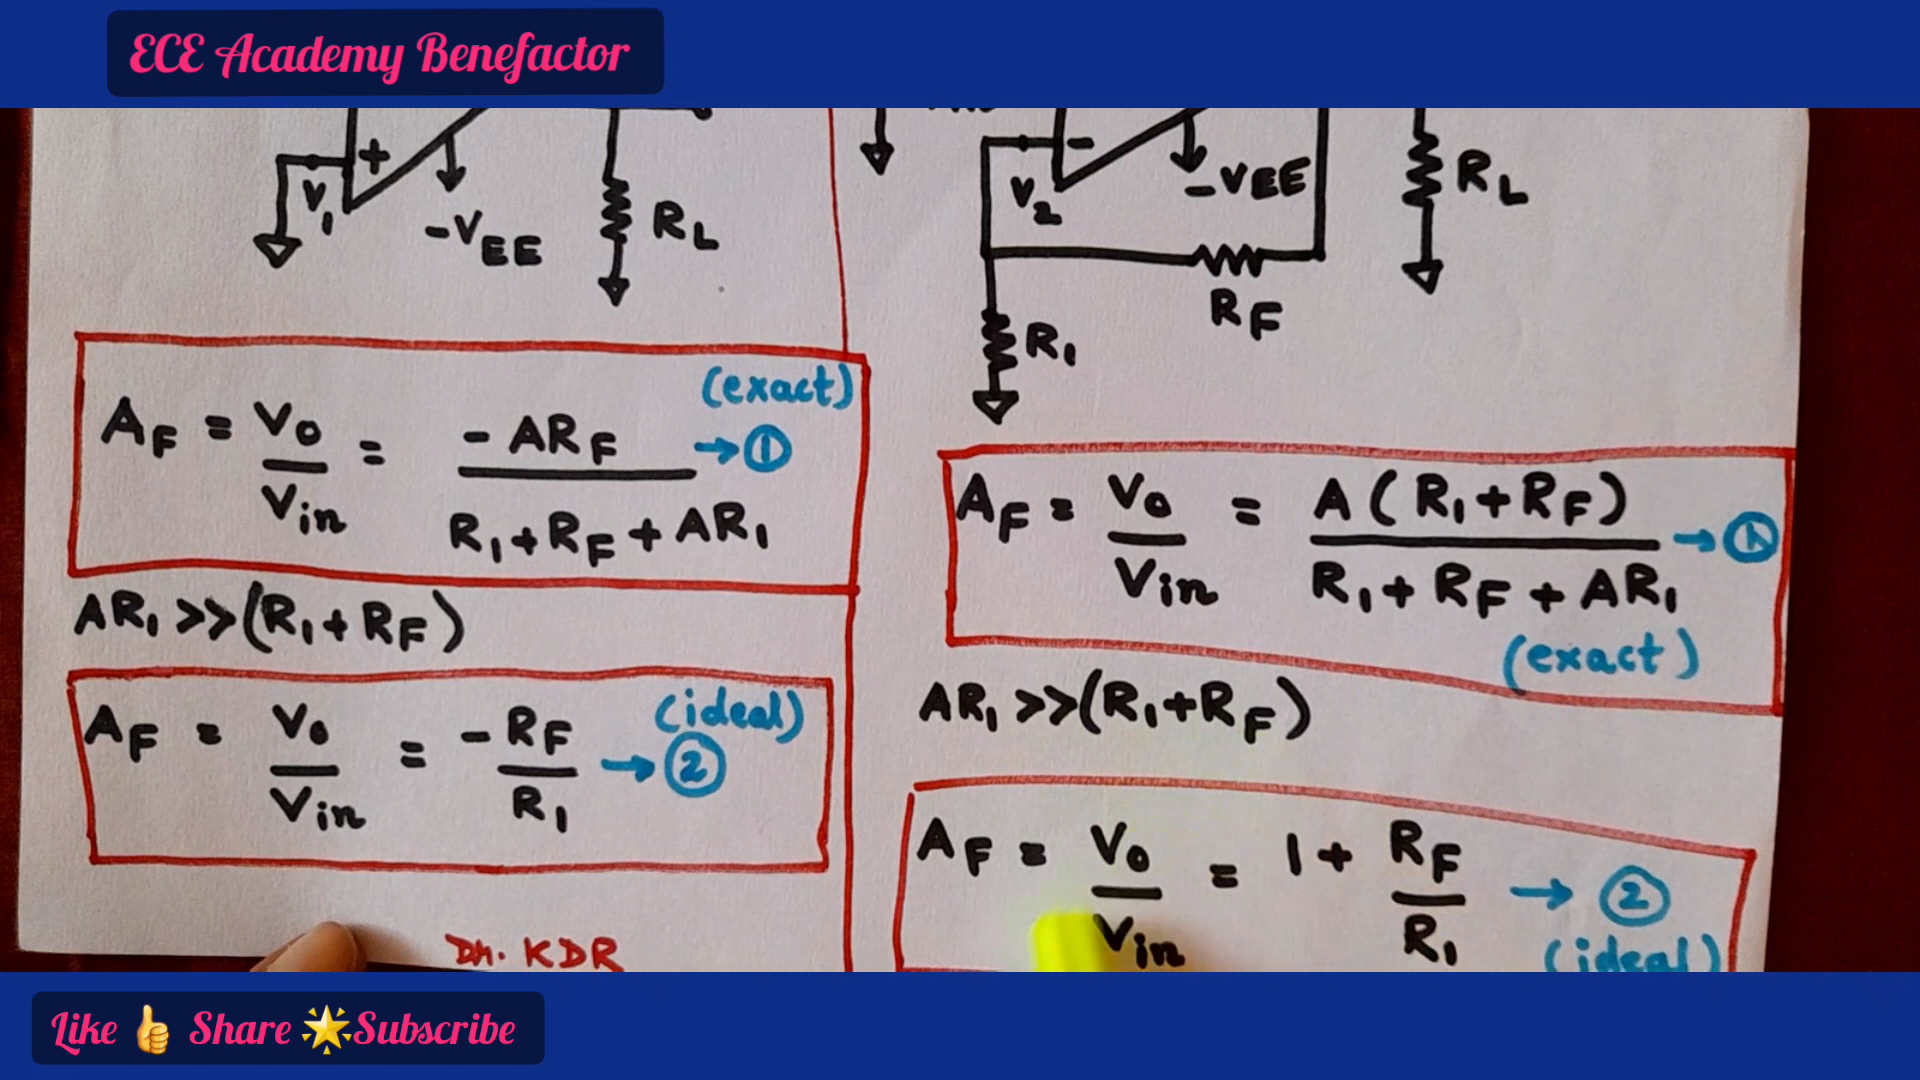 ECE Academy Benefactor
+
V1
-VEE
RL
AF = Vo/Vin = -ARF/(R1+RF+AR1) → ① (exact)
AR1 >> (R1+RF)
AF = Vo/Vin = -RF/R1 → ② (ideal)
Dr. KDR
-
V2
-VEE
RL
RF
R1
AF = Vo/Vin = A(R1+RF)/(R1+RF+AR1) → ①
(exact)
AR1 >> (R1+RF)
AF = Vo/Vin = 1+RF/R1 → ②
(ideal)
Like 👍 Share 🌟Subscribe